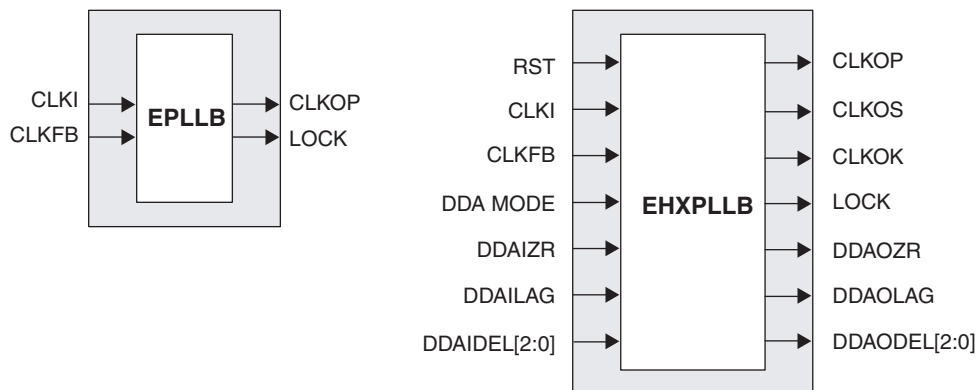 CLKI
CLKFB
EPLLB
CLKOP
LOCK
RST
CLKI
CLKFB
DDA MODE
DDAIZR
DDAILAG
DDAIDEL[2:0]
EHXPLLB
CLKOP
CLKOS
CLKOK
LOCK
DDAOZR
DDAOLAG
DDAODEL[2:0]